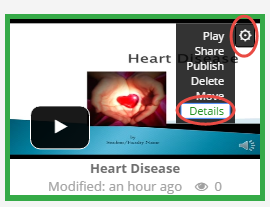 Play
Share
Heart Disease
Publish
Delete
Move
Details
by
Student / Faculty Name
Heart Disease
Modified: an hour ago 0